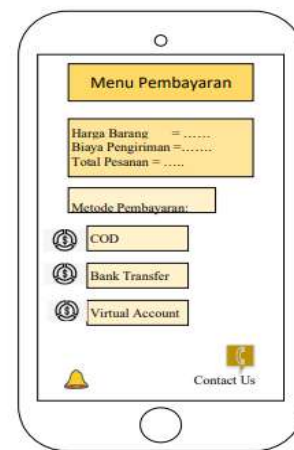 Menu Pembayaran
Harga Barang = ……
Biaya Pengiriman =…….
Total Pesanan = …..
Metode Pembayaran:
COD
Bank Transfer
Virtual Account
Contact Us